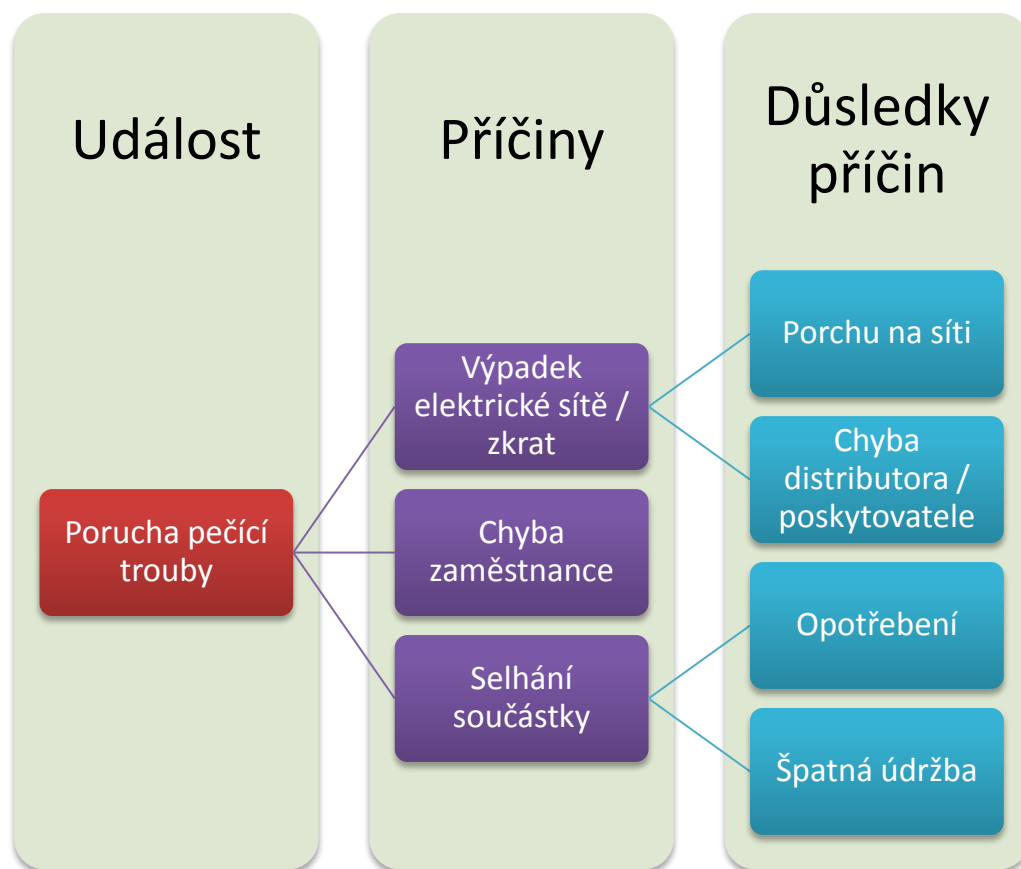 Událost
Příčiny
Důsledky
příčin
Porucha pečící
trouby
Výpadek
elektrické sítě /
zkrat
Chyba
zaměstnance
Selhání
součástky
Porchu na síti
Chyba
distributora /
poskytovatele
Opotřebení
Špatná údržba